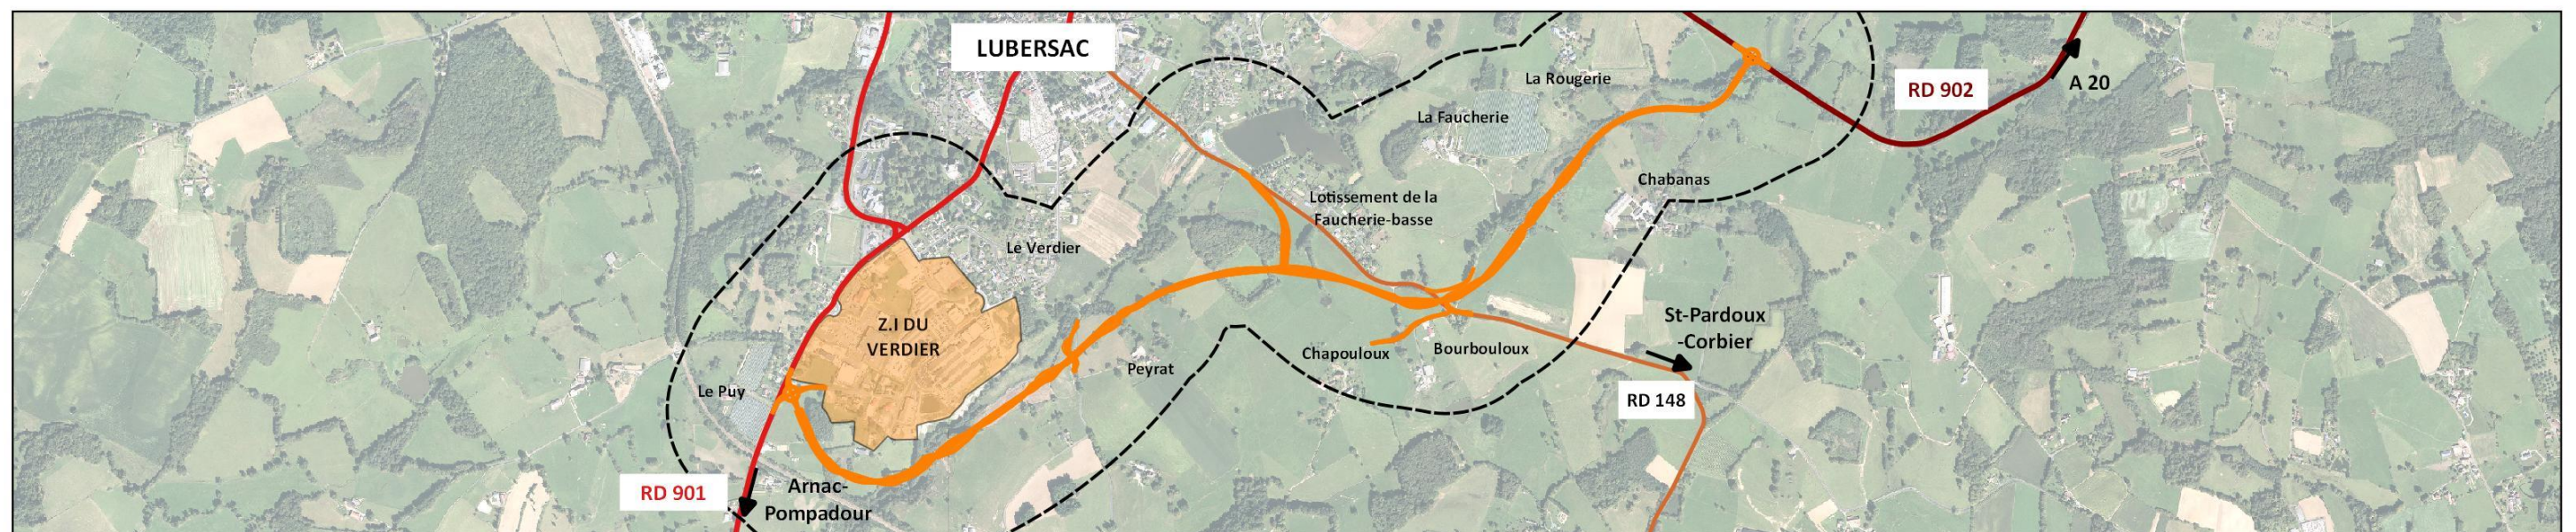 LUBERSAC
La Rougerie
RD 902
A 20
La Faucherie
Chabanas
Lotissement de la
Faucherie-basse
Le Verdier
Z.I DU
VERDIER
St-Pardoux
-Corbier
Chapouloux
Bourbouloux
Peyrat
Le Puy
RD 148
RD 901
Arnac-
Pompadour